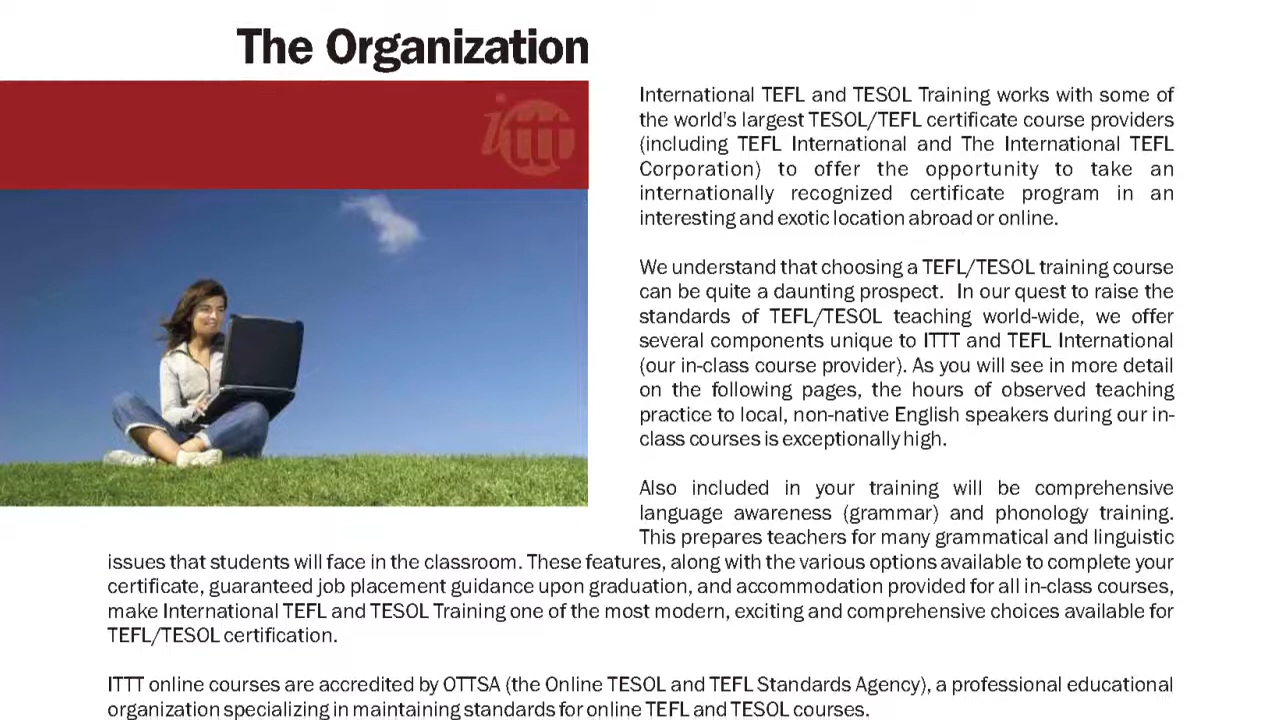 The Organization
ittt
International TEFL and TESOL Training works with some of
the world's largest TESOL/TEFL certificate course providers
(including TEFL International and The International TEFL
Corporation) to offer the opportunity to take an
internationally recognized certificate program in an
interesting and exotic location abroad or online.
We understand that choosing a TEFL/TESOL training course
can be quite a daunting prospect. In our quest to raise the
standards of TEFL/TESOL teaching world-wide, we offer
several components unique to ITTT and TEFL International
(our in-class course provider). As you will see in more detail
on the following pages, the hours of observed teaching
practice to local, non-native English speakers during our in-
class courses is exceptionally high.
Also included in your training will be comprehensive
language awareness (grammar) and phonology training.
This prepares teachers for many grammatical and linguistic
issues that students will face in the classroom. These features, along with the various options available to complete your
certificate, guaranteed job placement guidance upon graduation, and accommodation provided for all in-class courses,
make International TEFL and TESOL Training one of the most modern, exciting and comprehensive choices available for
TEFL/TESOL certification.
ITTT online courses are accredited by OTTSA (the Online TESOL and TEFL Standards Agency), a professional educational
organization specializing in maintaining standards for online TEFL and TESOL courses.